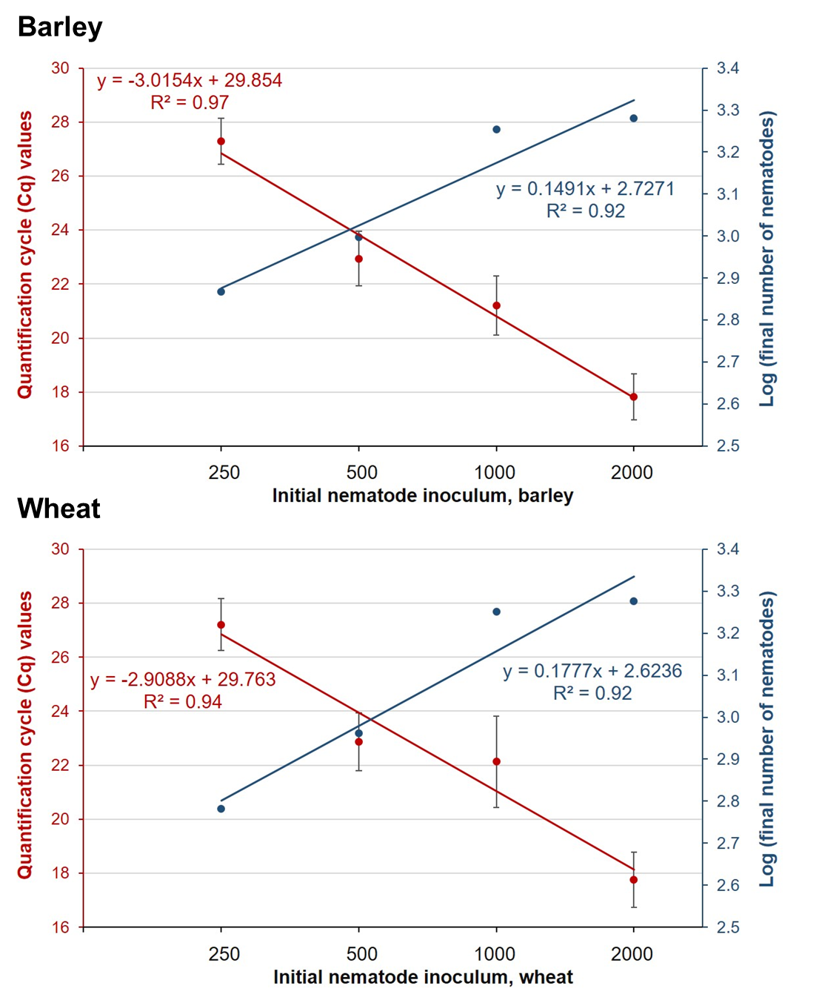 Barley
y = -3.0154x + 29.854
R² = 0.97
y = 0.1491x + 2.7271
R² = 0.92
Quantification cycle (Cq) values
30
28
26
24
22
20
18
16
Log (final number of nematodes)
3.4
3.3
3.2
3.1
3.0
2.9
2.8
2.7
2.6
2.5
250 500 1000 2000
Initial nematode inoculum, barley
Wheat
y = -2.9088x + 29.763
R² = 0.94
y = 0.1777x + 2.6236
R² = 0.92
Quantification cycle (Cq) values
30
28
26
24
22
20
18
16
Log (final number of nematodes)
3.4
3.3
3.2
3.1
3.0
2.9
2.8
2.7
2.6
2.5
250 500 1000 2000
Initial nematode inoculum, wheat